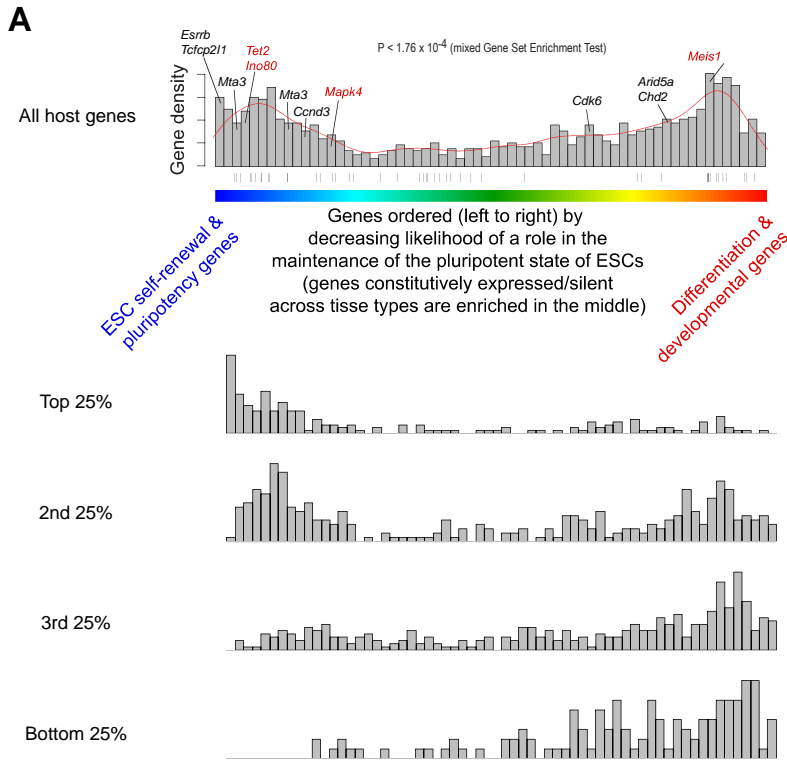 A
Esrrb
Tcfcp2l1
Tet2
Ino80
P < 1.76 x 10-4 (mixed Gene Set Enrichment Test)
Meis1
Mta3
Mta3
Mapk4
Ccnd3
Cdk6
Arid5a
Chd2
All host genes
Gene density
Genes ordered (left to right) by
decreasing likelihood of a role in the
maintenance of the pluripotent state of ESCs
(genes constitutively expressed/silent
across tisse types are enriched in the middle)
ESC self-renewal &
pluripotency genes
Differentiation &
developmental genes
Top 25%
2nd 25%
3rd 25%
Bottom 25%